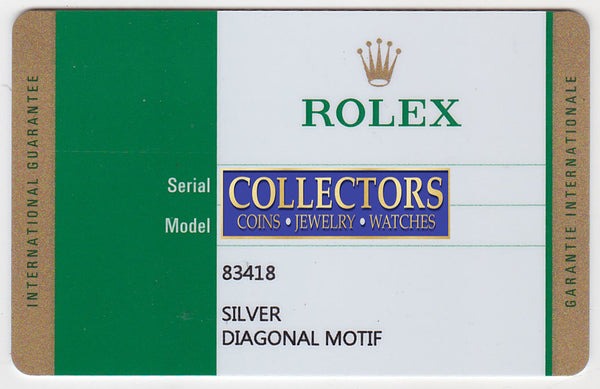 INTERNATIONAL GUARANTEE
ROLEX
Serial
Model
COLLECTORS
COINS • JEWELRY • WATCHES
83418
SILVER
DIAGONAL MOTIF
GARANTIE INTERNATIONALE